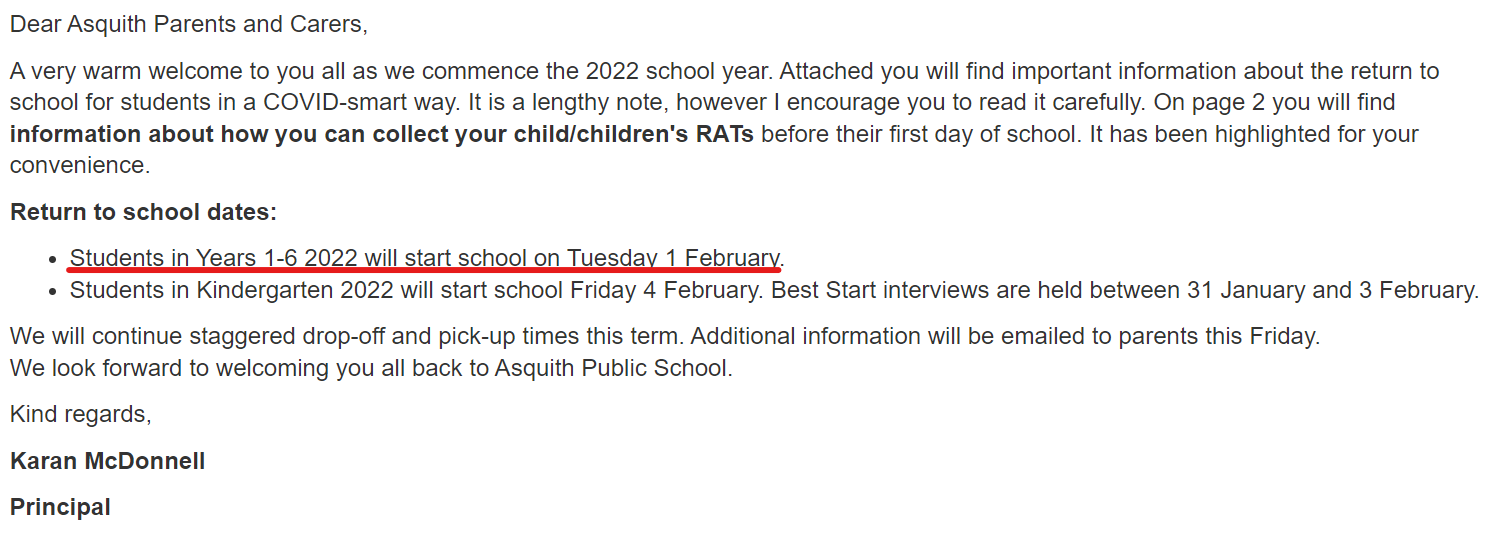 Dear Asquith Parents and Carers,
A very warm welcome to you all as we commence the 2022 school year. Attached you will find important information about the return to
school for students in a COVID-smart way. It is a lengthy note, however I encourage you to read it carefully. On page 2 you will find
information about how you can collect your child/children's RATs before their first day of school. It has been highlighted for your
convenience.
Return to school dates:
• Students in Years 1-6 2022 will start school on Tuesday 1 February.
• Students in Kindergarten 2022 will start school Friday 4 February. Best Start interviews are held between 31 January and 3 February.
We will continue staggered drop-off and pick-up times this term. Additional information will be emailed to parents this Friday.
We look forward to welcoming you all back to Asquith Public School.
Kind regards,
Karan McDonnell
Principal